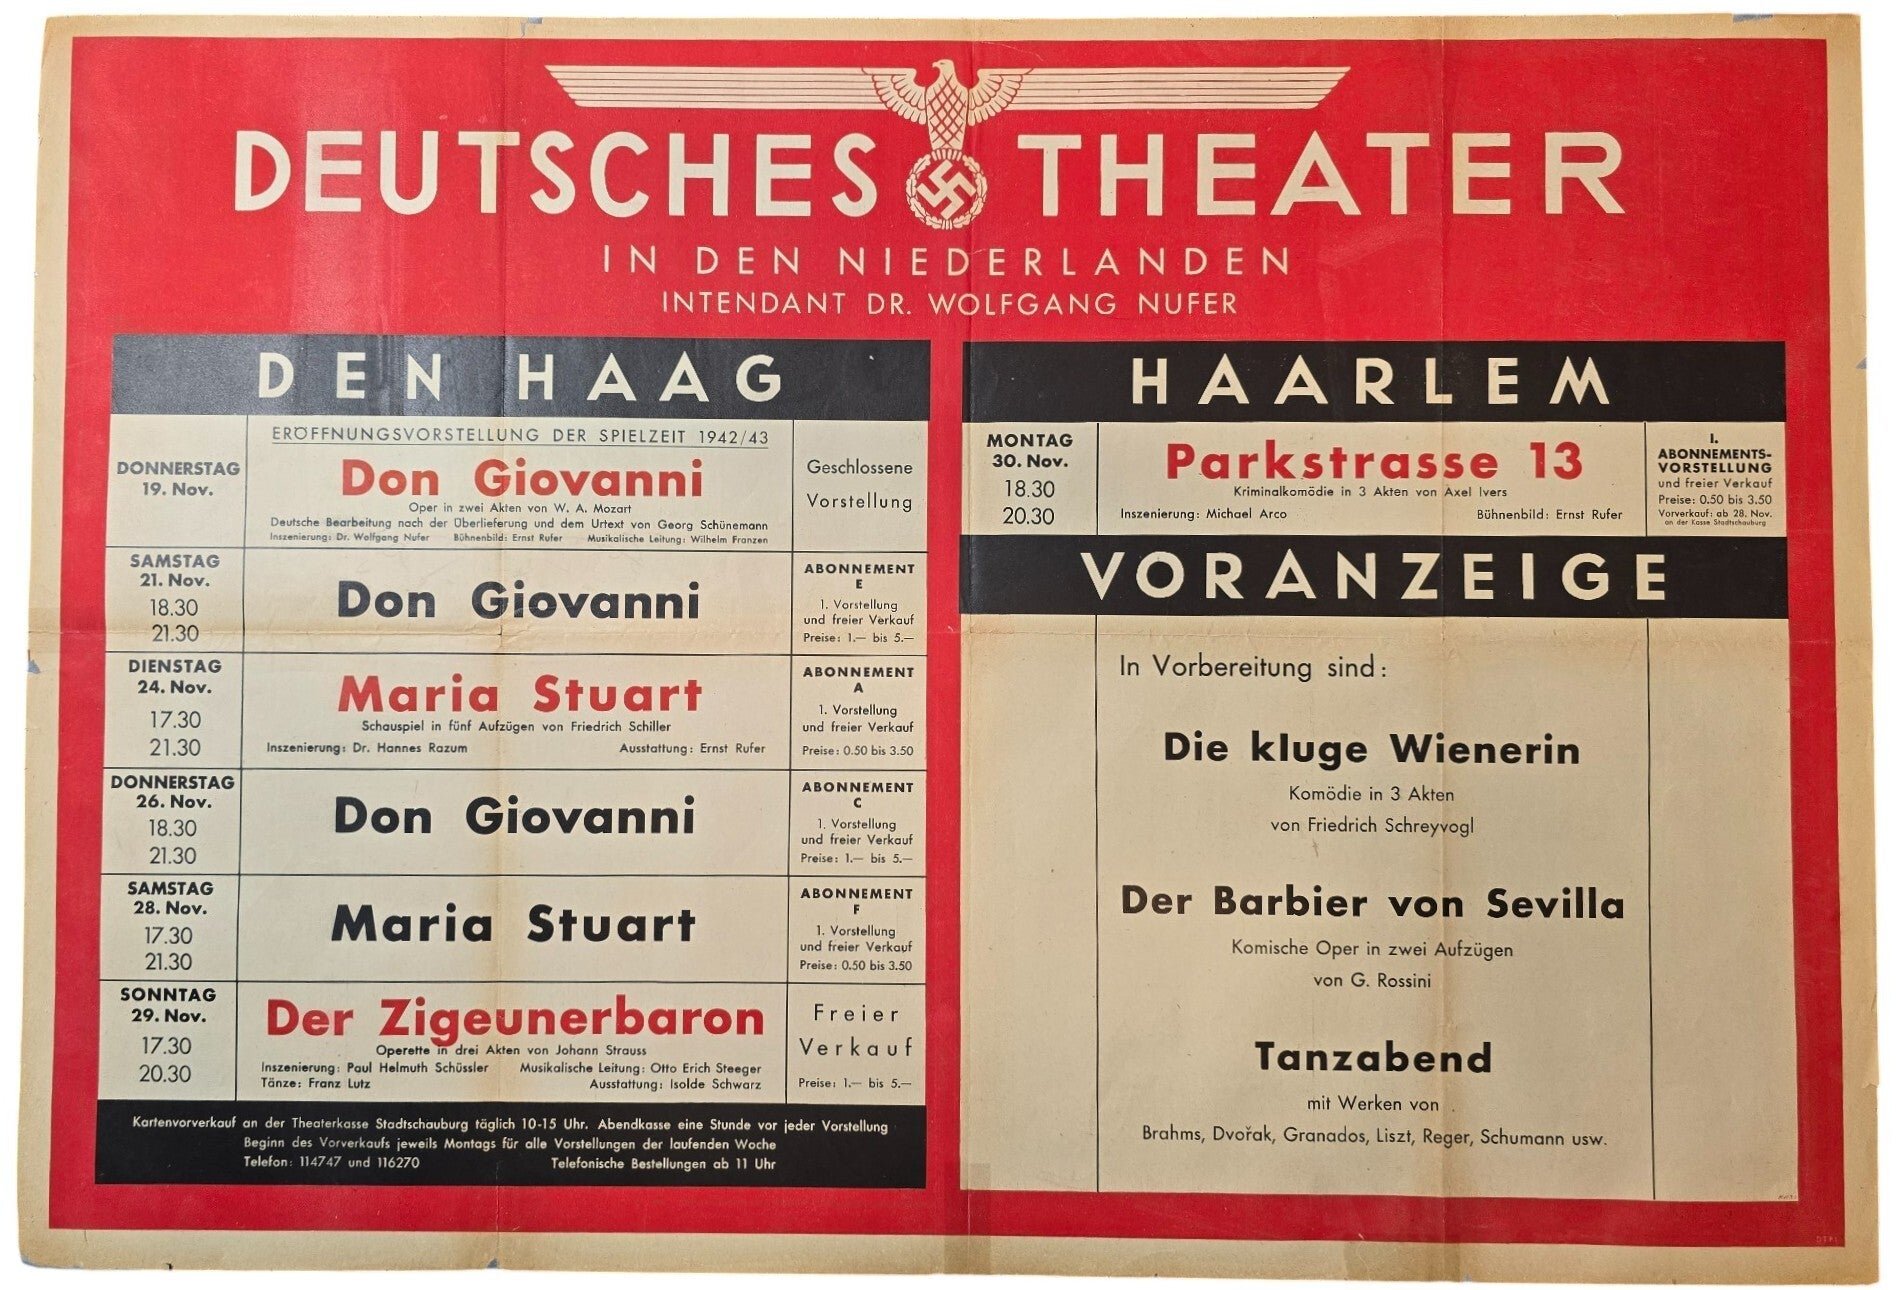 DEUTSCHES THEATER
IN DEN NIEDERLANDEN
INTENDANT DR. WOLFGANG NUFER
DEN HAAG
DONNERSTAG
19. Nov.
ERÖFFNUNGSVORSTELLUNG DER SPIELZEIT 1942/43
Don Giovanni
Oper in zwei Akten von W. A. Mozart
Deutsche Bearbeitung nach der Überlieferung und dem Urtext von Georg Schünemann
Inszenierung: Dr. Wolfgang Nufer Bühnenbild: Ernst Rufer Musikalische Leitung: Wilhelm Franzen
Geschlossene
Vorstellung
SAMSTAG
21. Nov.
18.30
21.30
Don Giovanni
ABONNEMENT
E
1. Vorstellung
und freier Verkauf
Preise: 1.— bis 5.—
DIENSTAG
24. Nov.
17.30
21.30
Maria Stuart
Schauspiel in fünf Aufzügen von Friedrich Schiller
Inszenierung: Dr. Hannes Razum Ausstattung: Ernst Rufer
ABONNEMENT
A
1. Vorstellung
und freier Verkauf
Preise: 0.50 bis 3.50
DONNERSTAG
26. Nov.
18.30
21.30
Don Giovanni
ABONNEMENT
C
1. Vorstellung
und freier Verkauf
Preise: 1.— bis 5.—
SAMSTAG
28. Nov.
17.30
21.30
Maria Stuart
ABONNEMENT
F
1. Vorstellung
und freier Verkauf
Preise: 0.50 bis 3.50
SONNTAG
29. Nov.
17.30
20.30
Der Zigeunerbaron
Operette in drei Akten von Johann Strauss
Inszenierung: Paul Helmuth Schüssler Musikalische Leitung: Otto Erich Steeger
Tänze: Franz Lutz Ausstattung: Isolde Schwarz
Freier
Verkauf
Preise: 1.— bis 5.—
Kartenvorverkauf an der Theaterkasse Stadtschauburg täglich 10-15 Uhr. Abendkasse eine Stunde vor jeder Vorstellung
Beginn des Vorverkaufs jeweils Montags für alle Vorstellungen der laufenden Woche
Telefon: 114747 und 116270 Telefonische Bestellungen ab 11 Uhr
HAARLEM
MONTAG
30. Nov.
18.30
20.30
Parkstrasse 13
Kriminalkomödie in 3 Akten von Axel Ivers
Inszenierung: Michael Arco Bühnenbild: Ernst Rufer
I.
ABONNEMENTS-
VORSTELLUNG
und freier Verkauf
Preise: 0.50 bis 3.50
Vorverkauf: ab 28. Nov.
an der Kasse Stadtschauburg
VORANZEIGE
In Vorbereitung sind:
Die kluge Wienerin
Komödie in 3 Akten
von Friedrich Schreyvogl
Der Barbier von Sevilla
Komische Oper in zwei Aufzügen
von G. Rossini
Tanzabend
mit Werken von
Brahms, Dvořak, Granados, Liszt, Reger, Schumann usw.